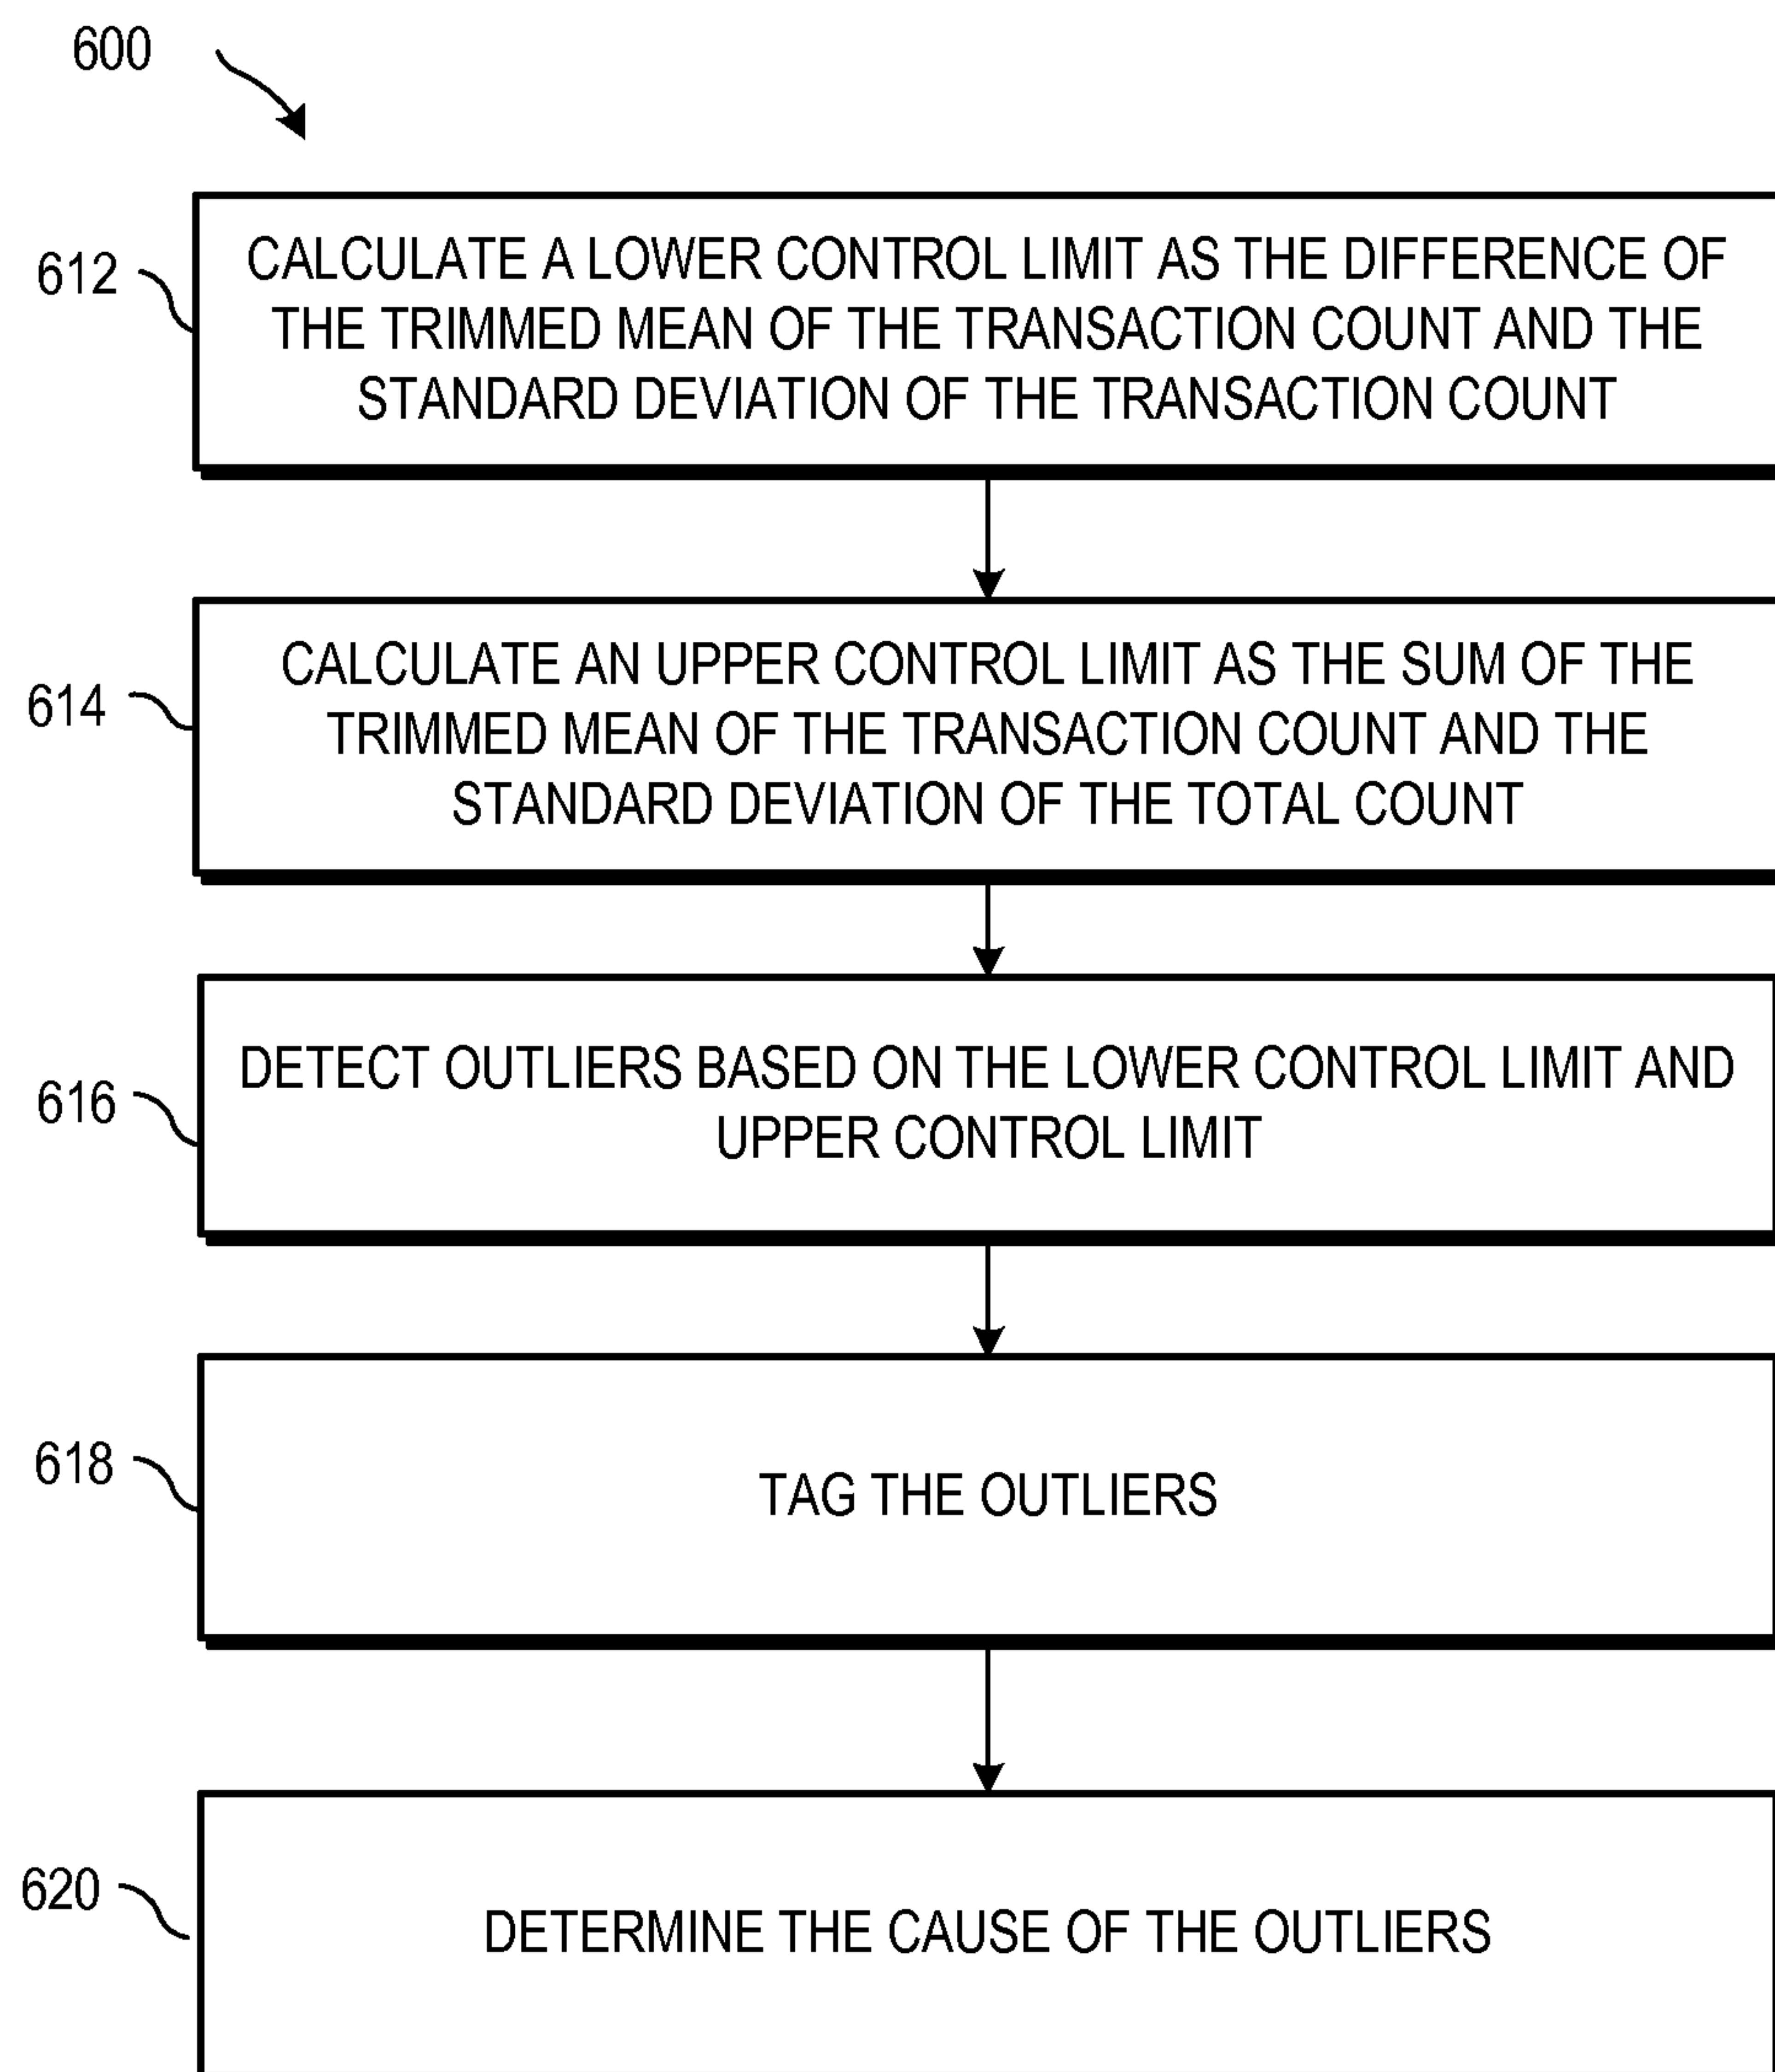 600
612
CALCULATE A LOWER CONTROL LIMIT AS THE DIFFERENCE OF
THE TRIMMED MEAN OF THE TRANSACTION COUNT AND THE
STANDARD DEVIATION OF THE TRANSACTION COUNT
614
CALCULATE AN UPPER CONTROL LIMIT AS THE SUM OF THE
TRIMMED MEAN OF THE TRANSACTION COUNT AND THE
STANDARD DEVIATION OF THE TOTAL COUNT
616
DETECT OUTLIERS BASED ON THE LOWER CONTROL LIMIT AND
UPPER CONTROL LIMIT
618
TAG THE OUTLIERS
620
DETERMINE THE CAUSE OF THE OUTLIERS